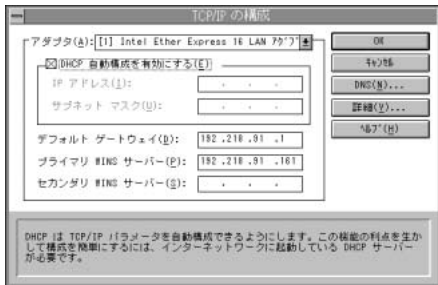 TCP/IP の構成
アダプタ(A): [1] Intel Ether Express 16 LAN アダプ
DHCP 自動構成を有効にする(E)
IP アドレス(I): . . .
サブネット マスク(U): . . .
デフォルト ゲートウェイ(D): 192 .218 .91 .1
プライマリ WINS サーバー(P): 192 .218 .91 .161
セカンダリ WINS サーバー(S): . . .
OK
キャンセル
DNS(N)...
詳細(V)...
ヘルプ(H)
DHCP は TCP/IP パラメータを自動構成できるようにします。この機能の利点を生か
して構成を簡単にするには、インターネットワークに起動している DHCP サーバー
が必要です。